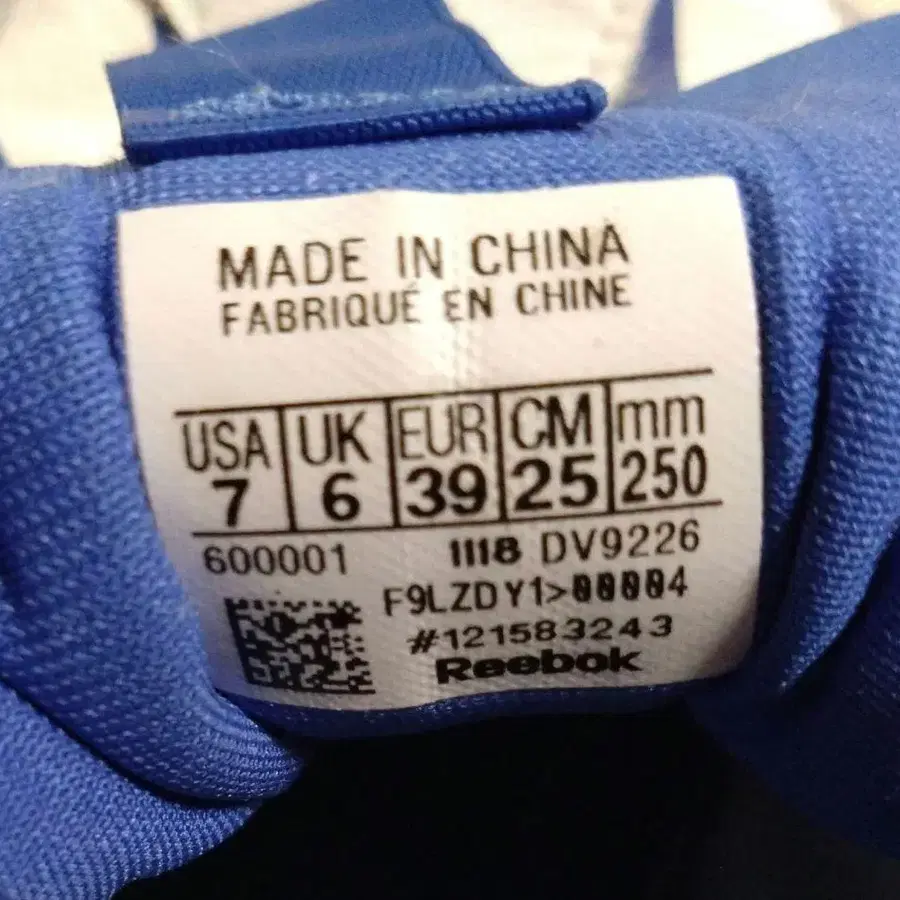 MADE IN CHINA
FABRIQUÉ EN CHINE
USA UK EUR CM mm
7 6 39 25 250
600001 1118 DV9226
F9LZDY1>00004
#121583243
Reebok